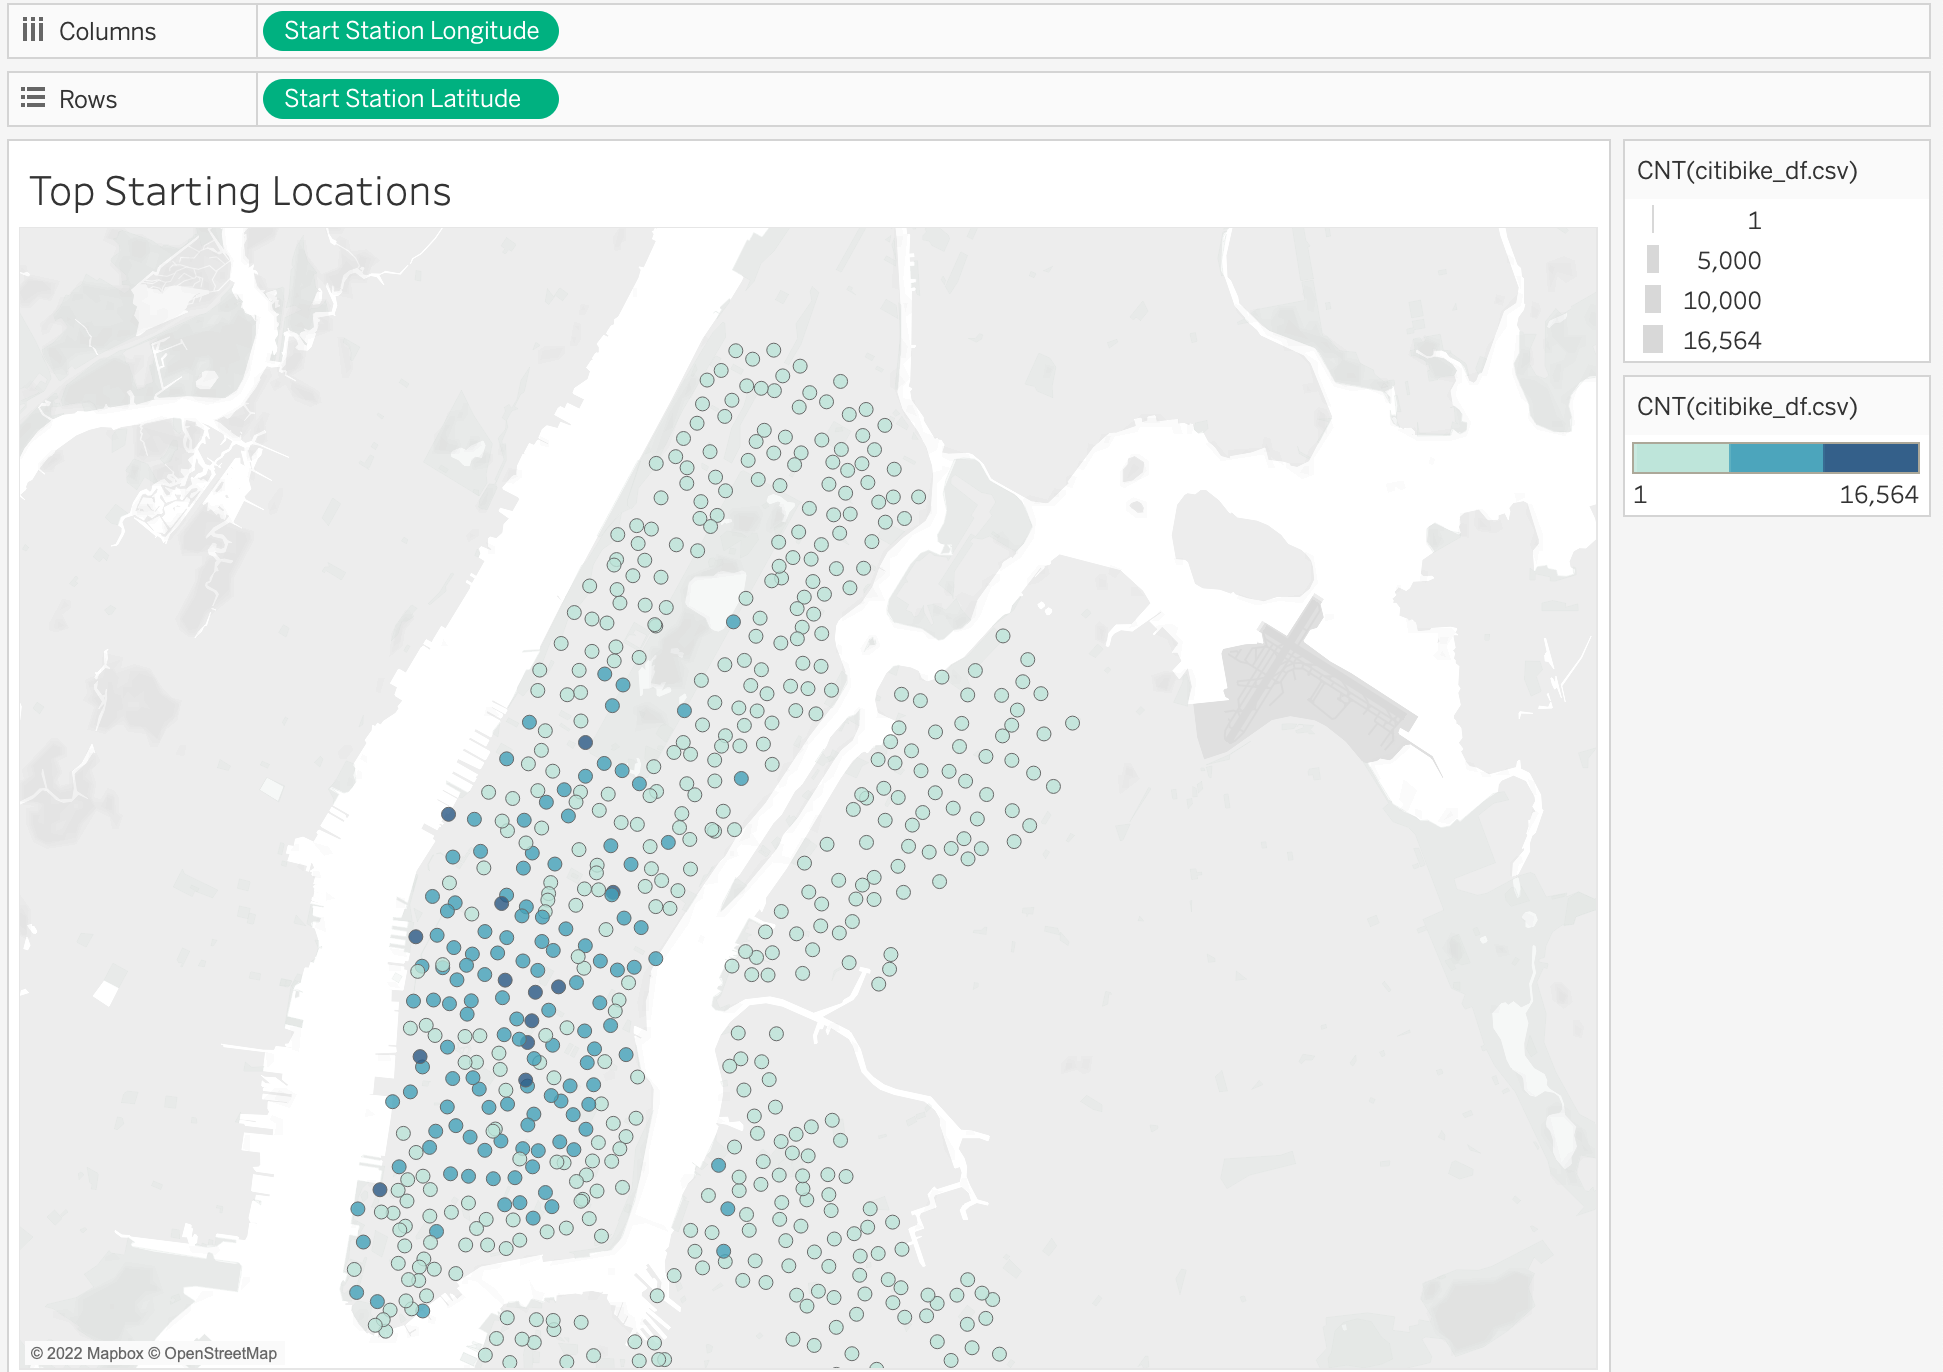 Columns
Start Station Longitude
Rows
Start Station Latitude
Top Starting Locations
CNT(citibike_df.csv)
1
5,000
10,000
16,564
CNT(citibike_df.csv)
1 16,564
© 2022 Mapbox © OpenStreetMap